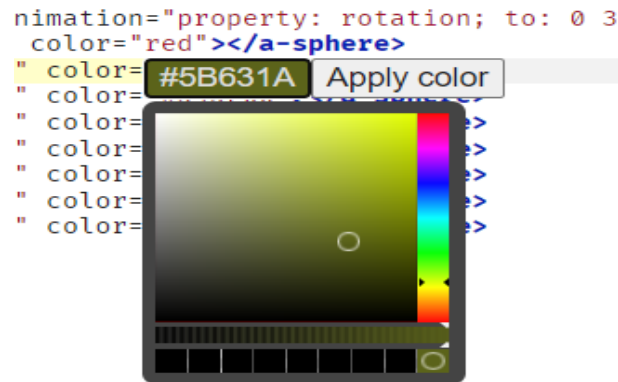 nimation="property: rotation; to: 0 3
color="red"></a-sphere>
" color= #5B631A Apply color
" color=
" color= >
" color= >
" color= >
" color= >
" color= >